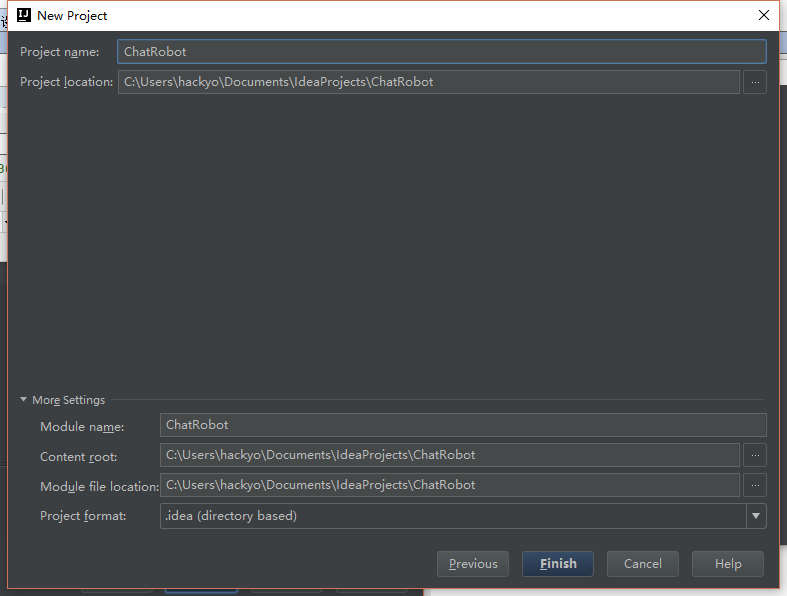 New Project
Project name: ChatRobot
Project location: C:\Users\hackyo\Documents\IdeaProjects\ChatRobot ...
More Settings
Module name: ChatRobot
Content root: C:\Users\hackyo\Documents\IdeaProjects\ChatRobot ...
Module file location: C:\Users\hackyo\Documents\IdeaProjects\ChatRobot ...
Project format: .idea (directory based)
Previous Finish Cancel Help